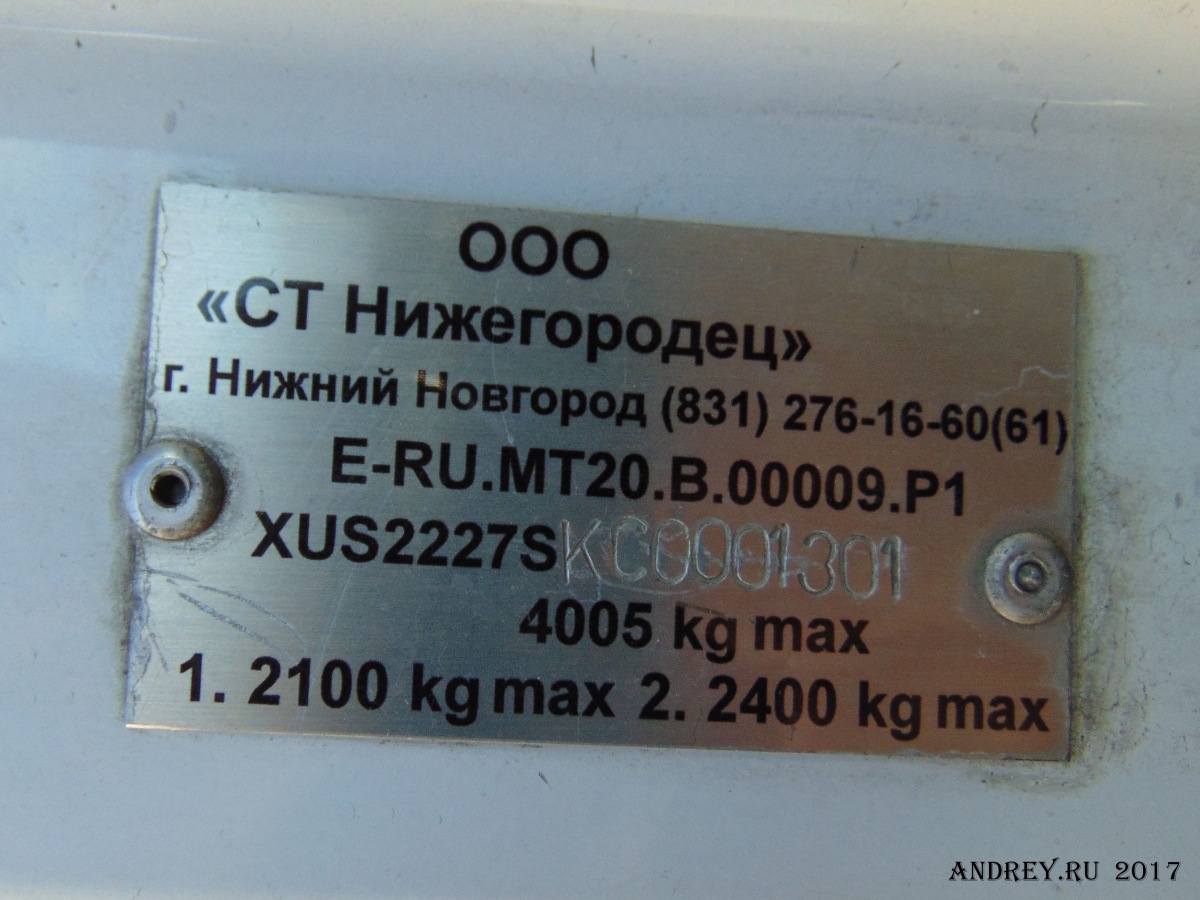 ООО
«СТ Нижегородец»
г. Нижний Новгород (831) 276-16-60(61)
E-RU.MT20.B.00009.P1
XUS2227SKC0001301
4005 kg max
1. 2100 kg max 2. 2400 kg max
ANDREY.RU 2017